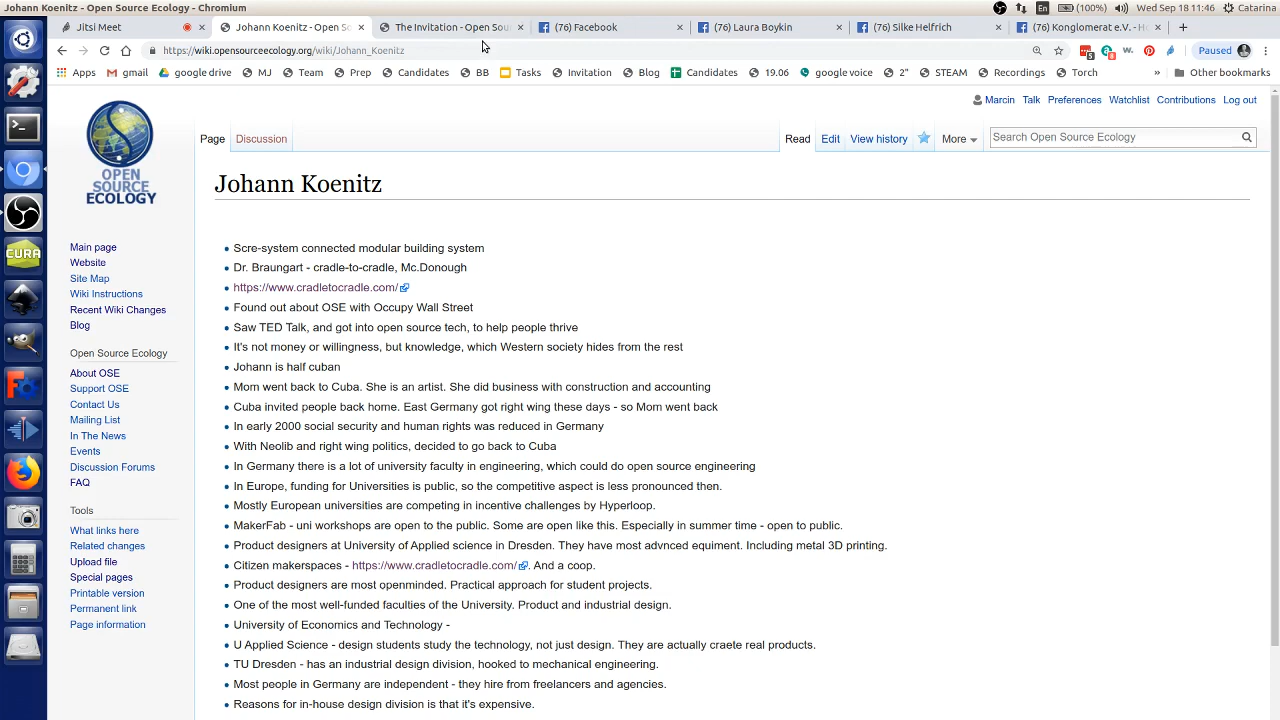 Johann Koenitz - Open Source Ecology - Chromium
En (100%) Wed Sep 18 11:46 Catarina
Jitsi Meet Johann Koenitz - Open So The Invitation - Open Sou (76) Facebook (76) Laura Boykin (76) Silke Helfrich (76) Konglomerat e.V. - Ho
https://wiki.opensourceecology.org/wiki/Johann_Koenitz Paused
Apps gmail google drive MJ Team Prep Candidates BB Tasks Invitation Blog Candidates 19.06 google voice 2" STEAM Recordings Torch » Other bookmarks
Marcin Talk Preferences Watchlist Contributions Log out
Page Discussion Read Edit View history More Search Open Source Ecology
OPEN
SOURCE
ECOLOGY
Johann Koenitz
Main page
Website
Site Map
Wiki Instructions
Recent Wiki Changes
Blog
Open Source Ecology
About OSE
Support OSE
Contact Us
Mailing List
In The News
Events
Discussion Forums
FAQ
Tools
What links here
Related changes
Upload file
Special pages
Printable version
Permanent link
Page information
Scre-system connected modular building system
Dr. Braungart - cradle-to-cradle, Mc.Donough
https://www.cradletocradle.com/
Found out about OSE with Occupy Wall Street
Saw TED Talk, and got into open source tech, to help people thrive
It's not money or willingness, but knowledge, which Western society hides from the rest
Johann is half cuban
Mom went back to Cuba. She is an artist. She did business with construction and accounting
Cuba invited people back home. East Germany got right wing these days - so Mom went back
In early 2000 social security and human rights was reduced in Germany
With Neolib and right wing politics, decided to go back to Cuba
In Germany there is a lot of university faculty in engineering, which could do open source engineering
In Europe, funding for Universities is public, so the competitive aspect is less pronounced then.
Mostly European universities are competing in incentive challenges by Hyperloop.
MakerFab - uni workshops are open to the public. Some are open like this. Especially in summer time - open to public.
Product designers at University of Applied science in Dresden. They have most advnced equiment. Including metal 3D printing.
Citizen makerspaces - https://www.cradletocradle.com/ . And a coop.
Product designers are most openminded. Practical approach for student projects.
One of the most well-funded faculties of the University. Product and industrial design.
University of Economics and Technology -
U Applied Science - design students study the technology, not just design. They are actually craete real products.
TU Dresden - has an industrial design division, hooked to mechanical engineering.
Most people in Germany are independent - they hire from freelancers and agencies.
Reasons for in-house design division is that it's expensive.
CURA